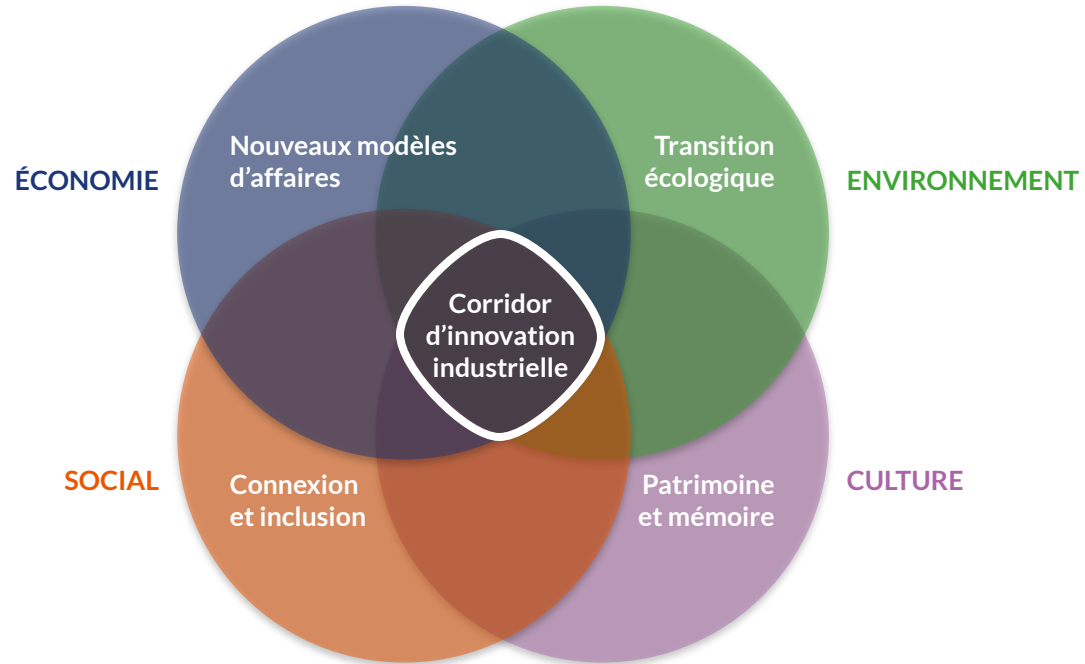 Nouveaux modèles
d’affaires
Transition
écologique
ÉCONOMIE
ENVIRONNEMENT
Corridor
d’innovation
industrielle
SOCIAL
Connexion
et inclusion
Patrimoine
et mémoire
CULTURE